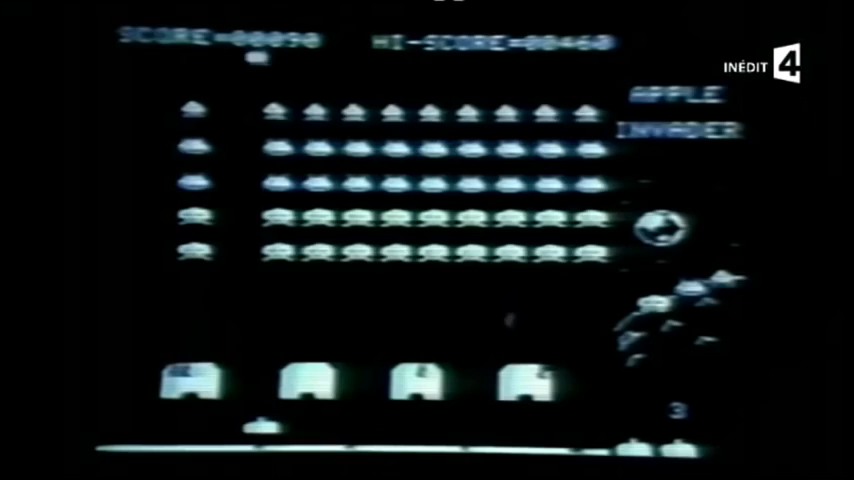 SCORE=00090 HI-SCORE=00460
INÉDIT 4
APPLE
INVADER
3